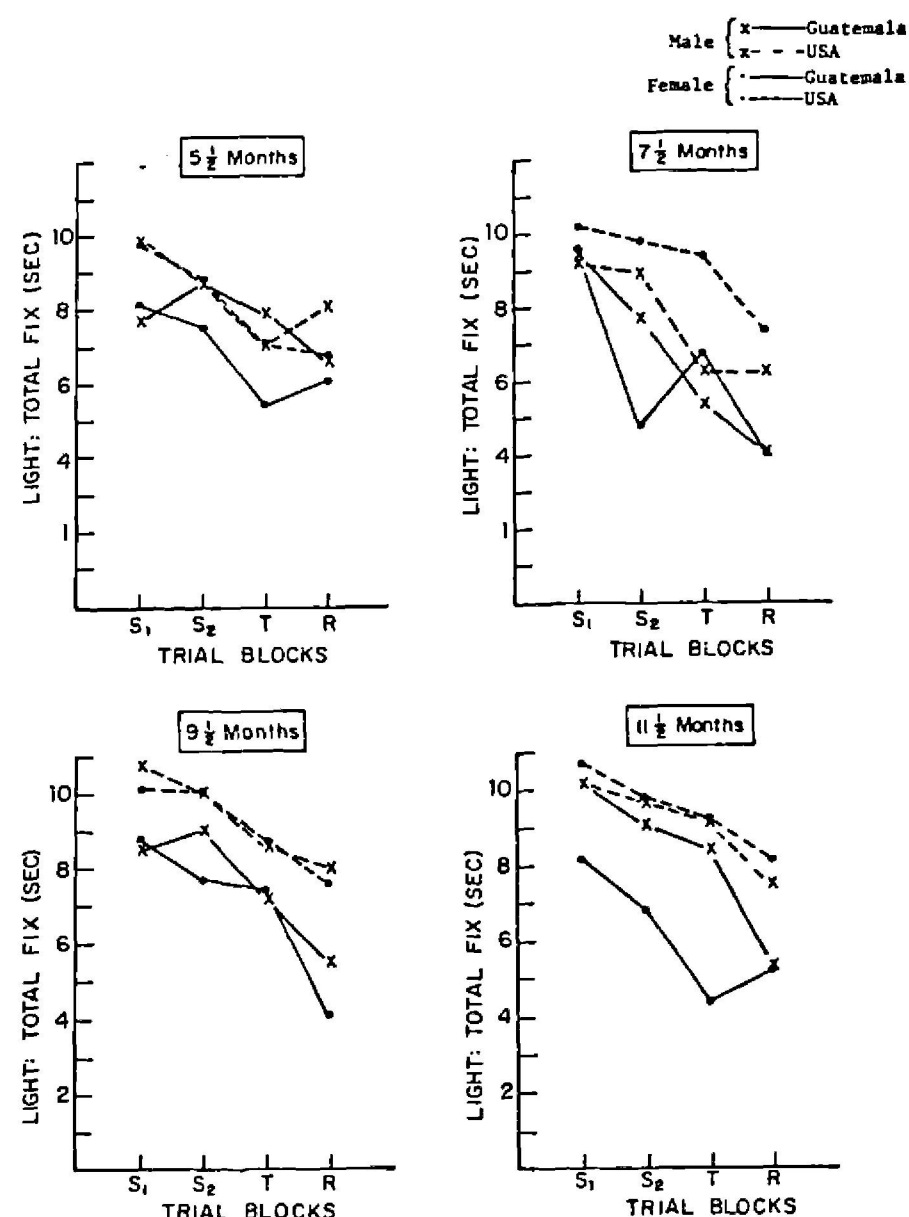 Male { x———Guatemala
x- - -USA
Female { ·———Guatemala
·-·——USA
5 1/2 Months
LIGHT: TOTAL FIX (SEC)
10
8
6
4
1
S₁ S₂ T R
TRIAL BLOCKS
7 1/2 Months
LIGHT: TOTAL FIX (SEC)
10
8
6
4
1
S₁ S₂ T R
TRIAL BLOCKS
9 1/2 Months
LIGHT: TOTAL FIX (SEC)
10
8
6
4
2
S₁ S₂ T R
TRIAL BLOCKS
11 1/2 Months
LIGHT: TOTAL FIX (SEC)
10
8
6
4
2
S₁ S₂ T R
TRIAL BLOCKS